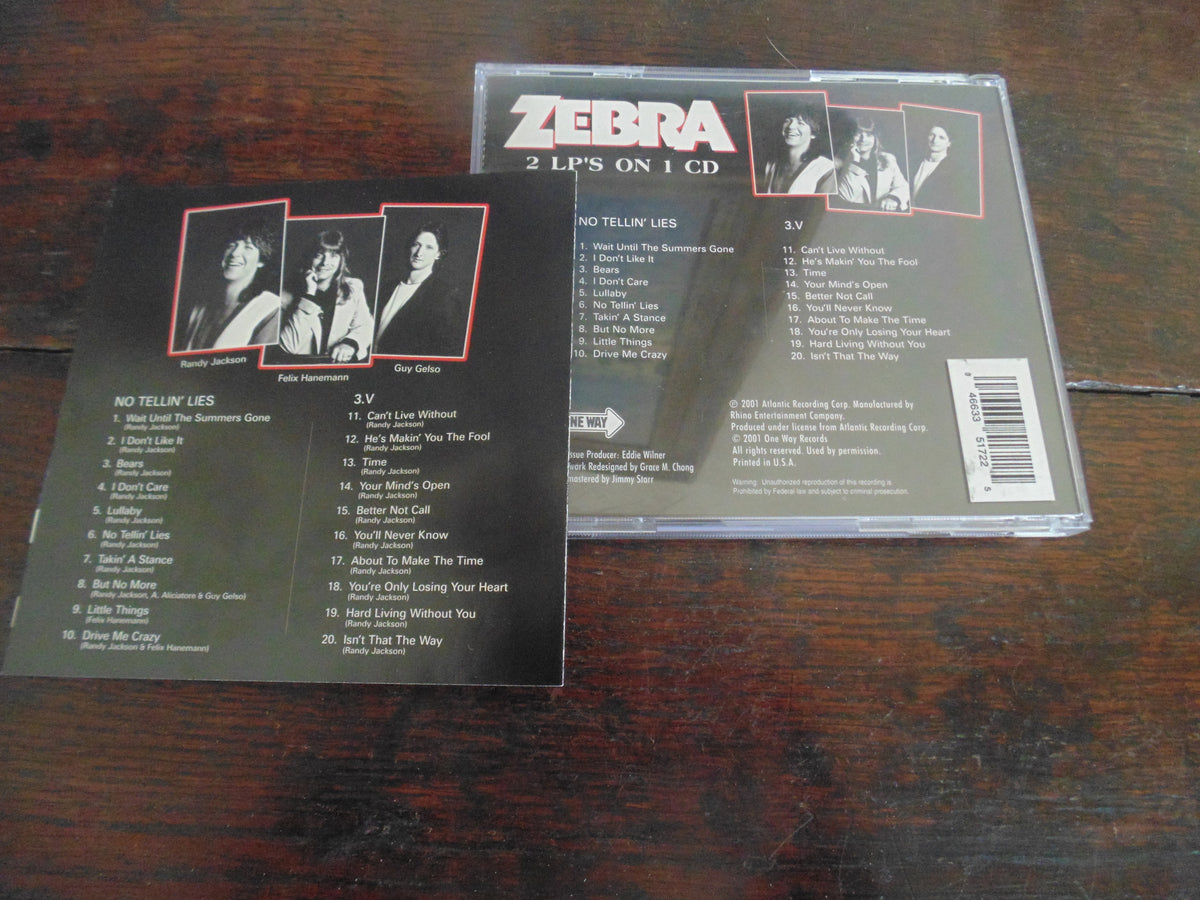 Randy Jackson
Felix Hanemann
Guy Gelso
NO TELLIN' LIES
1. Wait Until The Summers Gone
(Randy Jackson)
2. I Don't Like It
(Randy Jackson)
3. Bears
(Randy Jackson)
4. I Don't Care
(Randy Jackson)
5. Lullaby
(Randy Jackson)
6. No Tellin' Lies
(Randy Jackson)
7. Takin' A Stance
(Randy Jackson)
8. But No More
(Randy Jackson, A. Aliciatore & Guy Gelso)
9. Little Things
(Felix Hanemann)
10. Drive Me Crazy
(Randy Jackson & Felix Hanemann)
3.V
11. Can't Live Without
(Randy Jackson)
12. He's Makin' You The Fool
(Randy Jackson)
13. Time
(Randy Jackson)
14. Your Mind's Open
(Randy Jackson)
15. Better Not Call
(Randy Jackson)
16. You'll Never Know
(Randy Jackson)
17. About To Make The Time
(Randy Jackson)
18. You're Only Losing Your Heart
(Randy Jackson)
19. Hard Living Without You
(Randy Jackson)
20. Isn't That The Way
(Randy Jackson)
ZEBRA
2 LP'S ON 1 CD
NO TELLIN' LIES
1. Wait Until The Summers Gone
2. I Don't Like It
3. Bears
4. I Don't Care
5. Lullaby
6. No Tellin' Lies
7. Takin' A Stance
8. But No More
9. Little Things
10. Drive Me Crazy
3.V
11. Can't Live Without
12. He's Makin' You The Fool
13. Time
14. Your Mind's Open
15. Better Not Call
16. You'll Never Know
17. About To Make The Time
18. You're Only Losing Your Heart
19. Hard Living Without You
20. Isn't That The Way
ONE WAY
issue Producer: Eddie Wilner
work Redesigned by Grace M. Chong
mastered by Jimmy Starr
℗ 2001 Atlantic Recording Corp. Manufactured by
Rhino Entertainment Company.
Produced under license from Atlantic Recording Corp.
© 2001 One Way Records
All rights reserved. Used by permission.
Printed in U.S.A.
Warning: Unauthorized reproduction of this recording is
Prohibited by Federal law and subject to criminal prosecution.
0 46633 51722 5